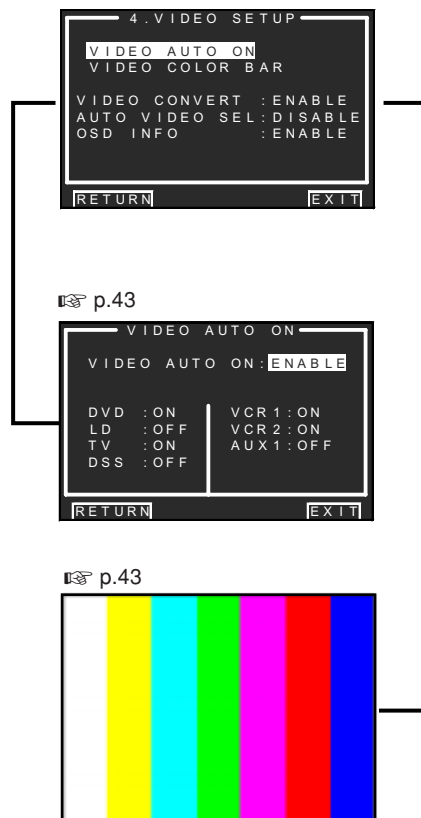 4.VIDEO SETUP
VIDEO AUTO ON
VIDEO COLOR BAR
VIDEO CONVERT :ENABLE
AUTO VIDEO SEL:DISABLE
OSD INFO :ENABLE
RETURN EXIT
☞ p.43
VIDEO AUTO ON
VIDEO AUTO ON:ENABLE
DVD :ON VCR1:ON
LD :OFF VCR2:ON
TV :ON AUX1:OFF
DSS :OFF
RETURN EXIT
☞ p.43